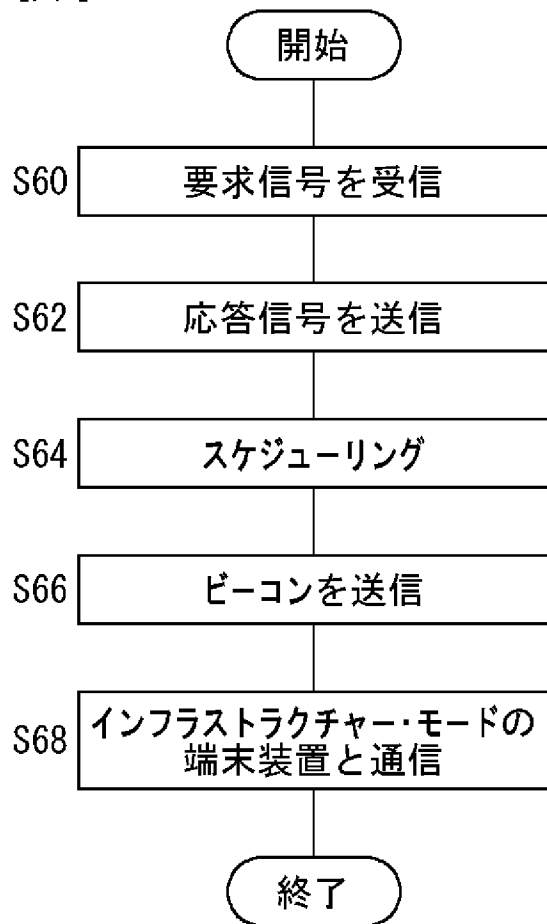 開始
S60 要求信号を受信
S62 応答信号を送信
S64 スケジューリング
S66 ビーコンを送信
S68 インフラストラクチャー・モードの
端末装置と通信
終了